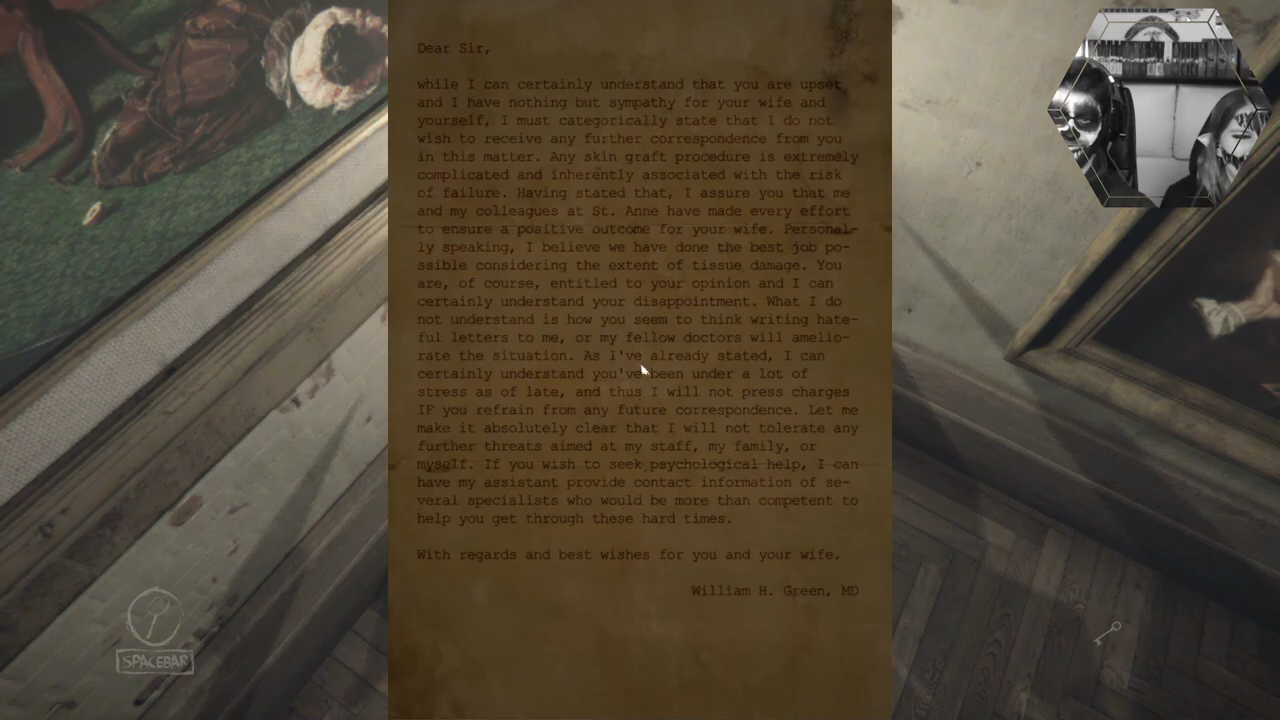 Dear Sir,
while I can certainly understand that you are upset
and I have nothing but sympathy for your wife and
yourself, I must categorically state that I do not
wish to receive any further correspondence from you
in this matter. Any skin graft procedure is extremely
complicated and inherently associated with the risk
of failure. Having stated that, I assure you that me
and my colleagues at St. Anne have made every effort
to ensure a positive outcome for your wife. Personal-
ly speaking, I believe we have done the best job po-
ssible considering the extent of tissue damage. You
are, of course, entitled to your opinion and I can
certainly understand your disappointment. What I do
not understand is how you seem to think writing hate-
ful letters to me, or my fellow doctors will amelio-
rate the situation. As I've already stated, I can
certainly understand you've been under a lot of
stress as of late, and thus I will not press charges
IF you refrain from any future correspondence. Let me
make it absolutely clear that I will not tolerate any
further threats aimed at my staff, my family, or
myself. If you wish to seek psychological help, I can
have my assistant provide contact information of se-
veral specialists who would be more than competent to
help you get through these hard times.
With regards and best wishes for you and your wife.
William H. Green, MD
SPACEBAR